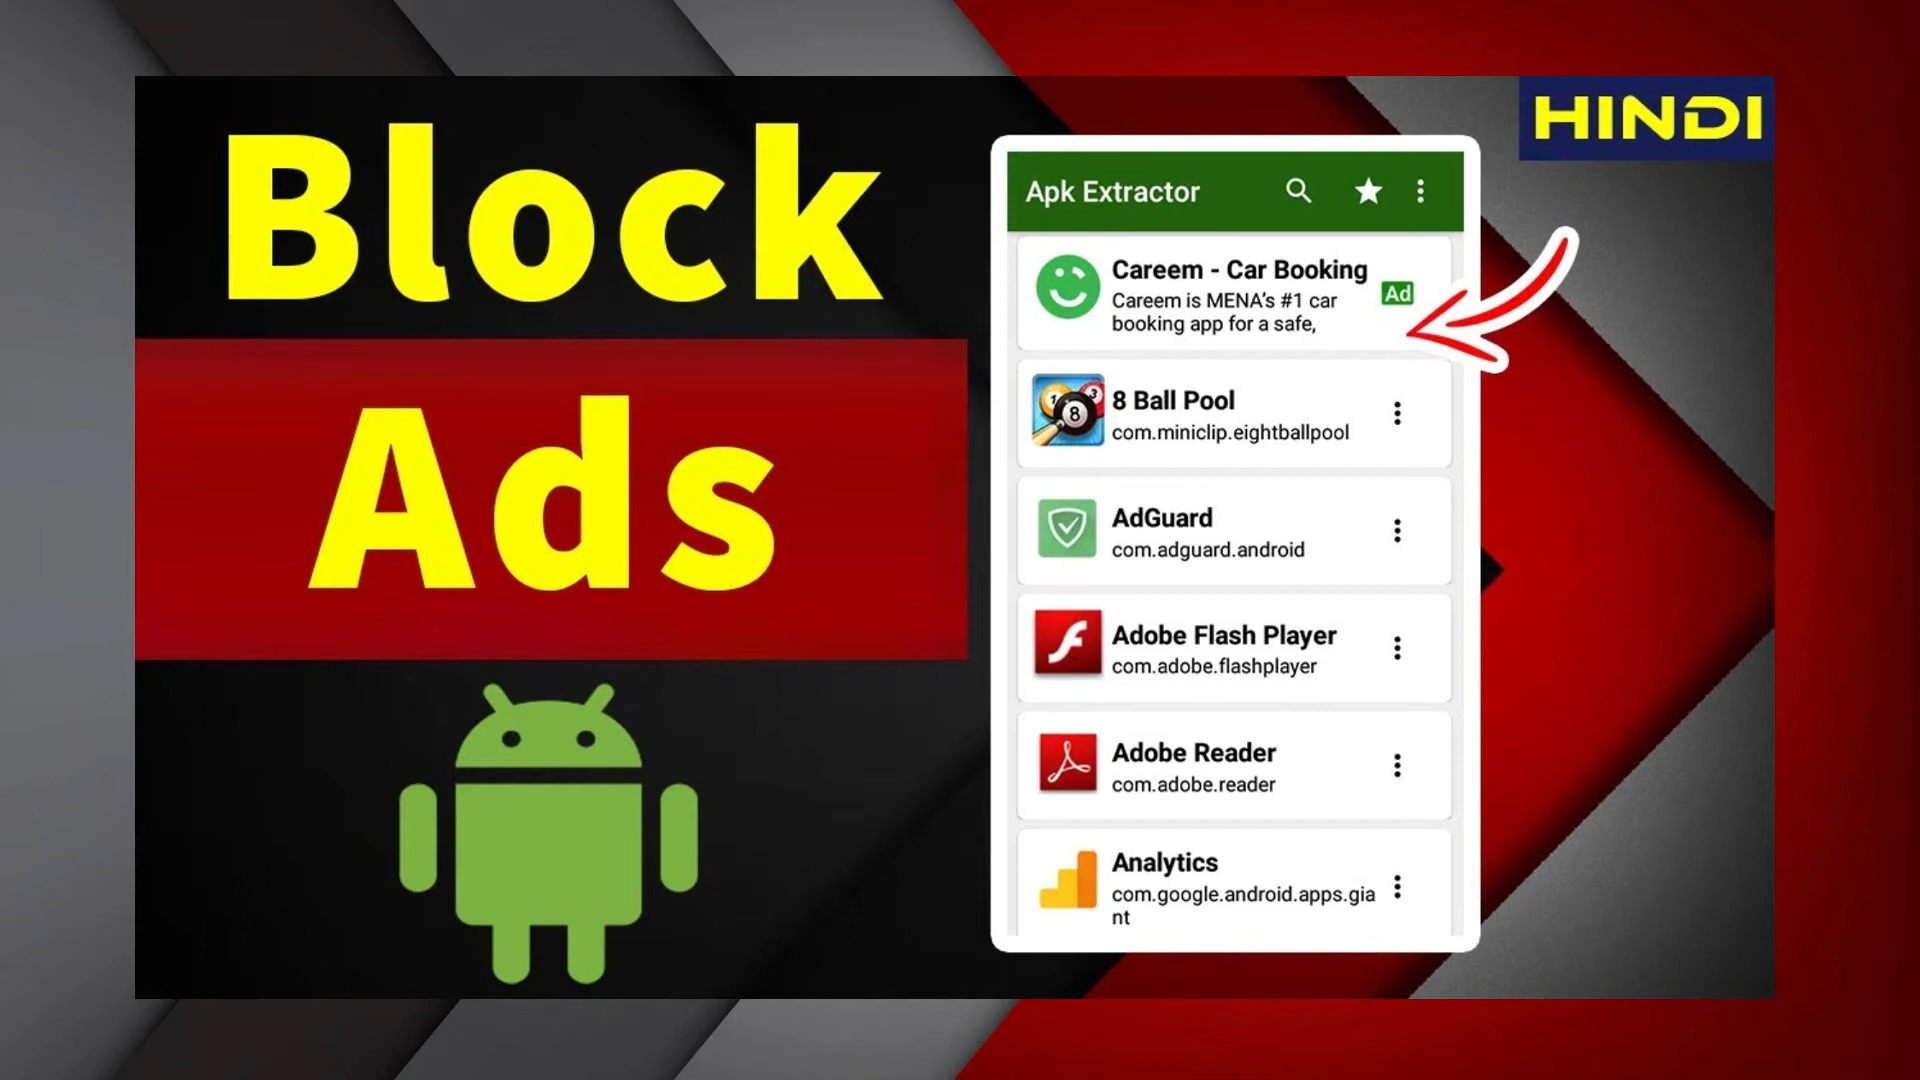 Block
Ads
HINDI
Apk Extractor
Careem - Car Booking
Careem is MENA’s #1 car
booking app for a safe,
Ad
8 Ball Pool
com.miniclip.eightballpool
AdGuard
com.adguard.android
Adobe Flash Player
com.adobe.flashplayer
Adobe Reader
com.adobe.reader
Analytics
com.google.android.apps.gia
nt